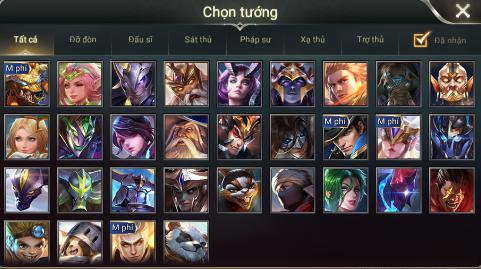 Chọn tướng
Tất cả Đỡ đòn Đấu sĩ Sát thủ Pháp sư Xạ thủ Trợ thủ Đã nhận
M phí
M phí M phí
M phí